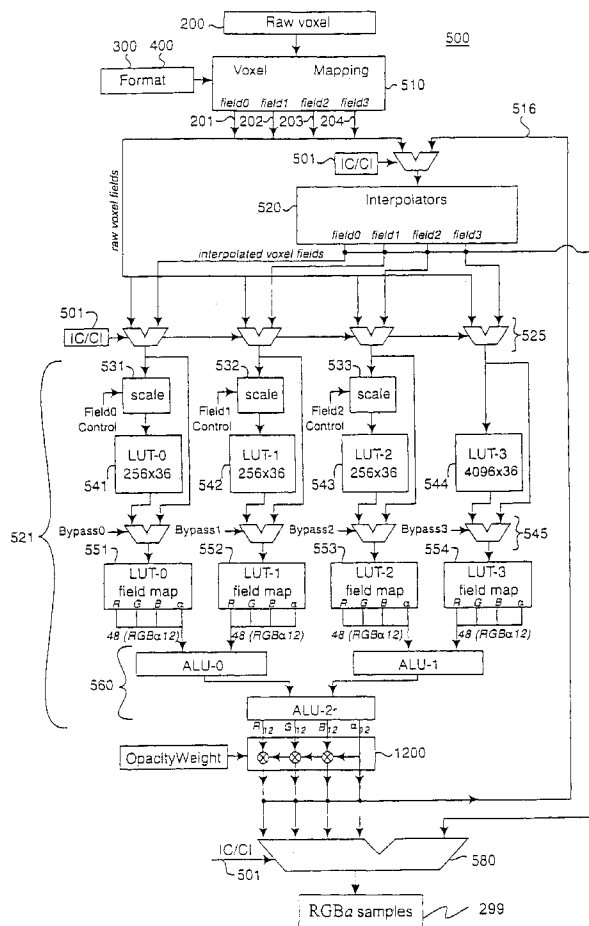 Raw voxel
200
500
300
400
Format
Voxel Mapping
510
field0 field1 field2 field3
201 202 203 204
516
501
IC/CI
Interpolators
520
field0 field1 field2 field3
raw voxel fields
interpolated voxel fields
501
IC/CI
525
531
532
533
scale
scale
scale
Field0 Control
Field1 Control
Field2 Control
LUT-0
256x36
LUT-1
256x36
LUT-2
256x36
LUT-3
4096x36
541
542
543
544
521
Bypass0
Bypass1
Bypass2
Bypass3
545
551
552
553
554
LUT-0
field map
LUT-1
field map
LUT-2
field map
LUT-3
field map
R G B α
R G B α
R G B α
R G B α
48 (RGBα12)
48 (RGBα12)
48 (RGBα12)
48 (RGBα12)
ALU-0
ALU-1
560
ALU-2
R 12 G 12 B 12 α 12
OpacityWeight
1200
IC/CI
501
580
RGBα samples
299